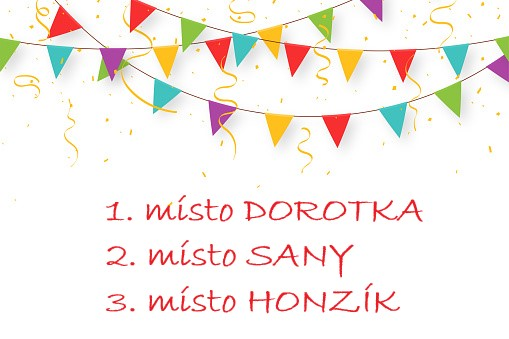 1. místo DOROTKA
2. místo SANY
3. místo HONZÍK